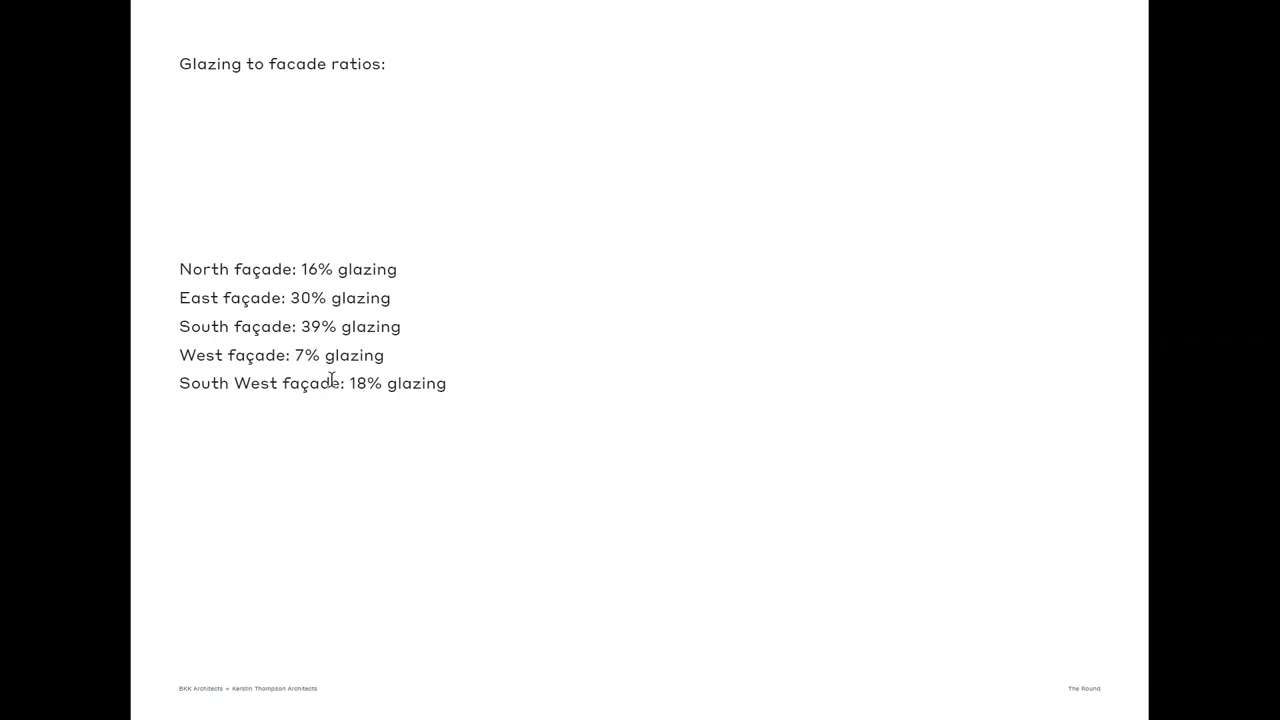 Glazing to facade ratios:
North façade: 16% glazing
East façade: 30% glazing
South façade: 39% glazing
West façade: 7% glazing
South West façade: 18% glazing
BKK Architects + Kerstin Thompson Architects
The Round